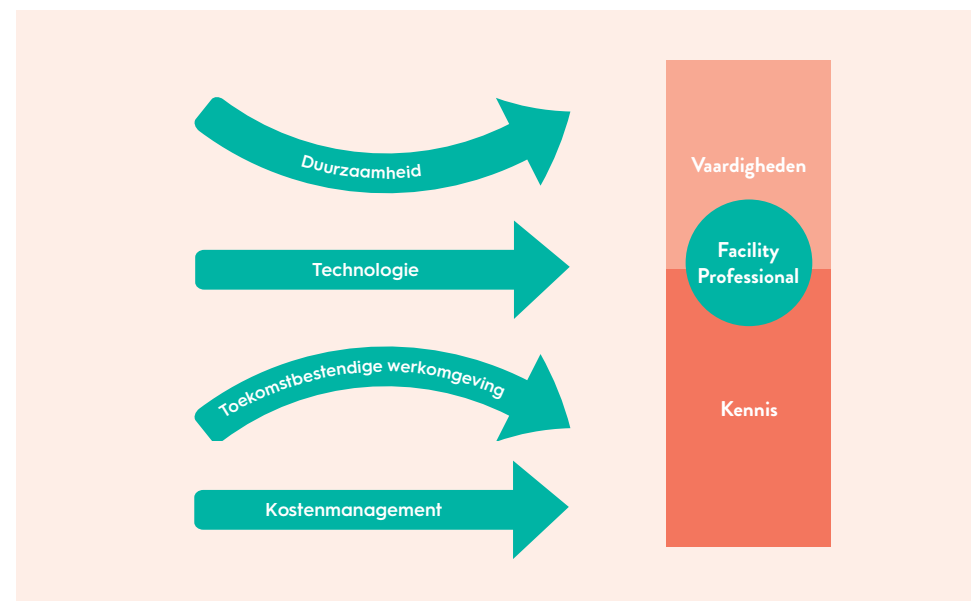 Duurzaamheid
Technologie
Toekomstbestendige werkomgeving
Kostenmanagement
Vaardigheden
Facility
Professional
Kennis